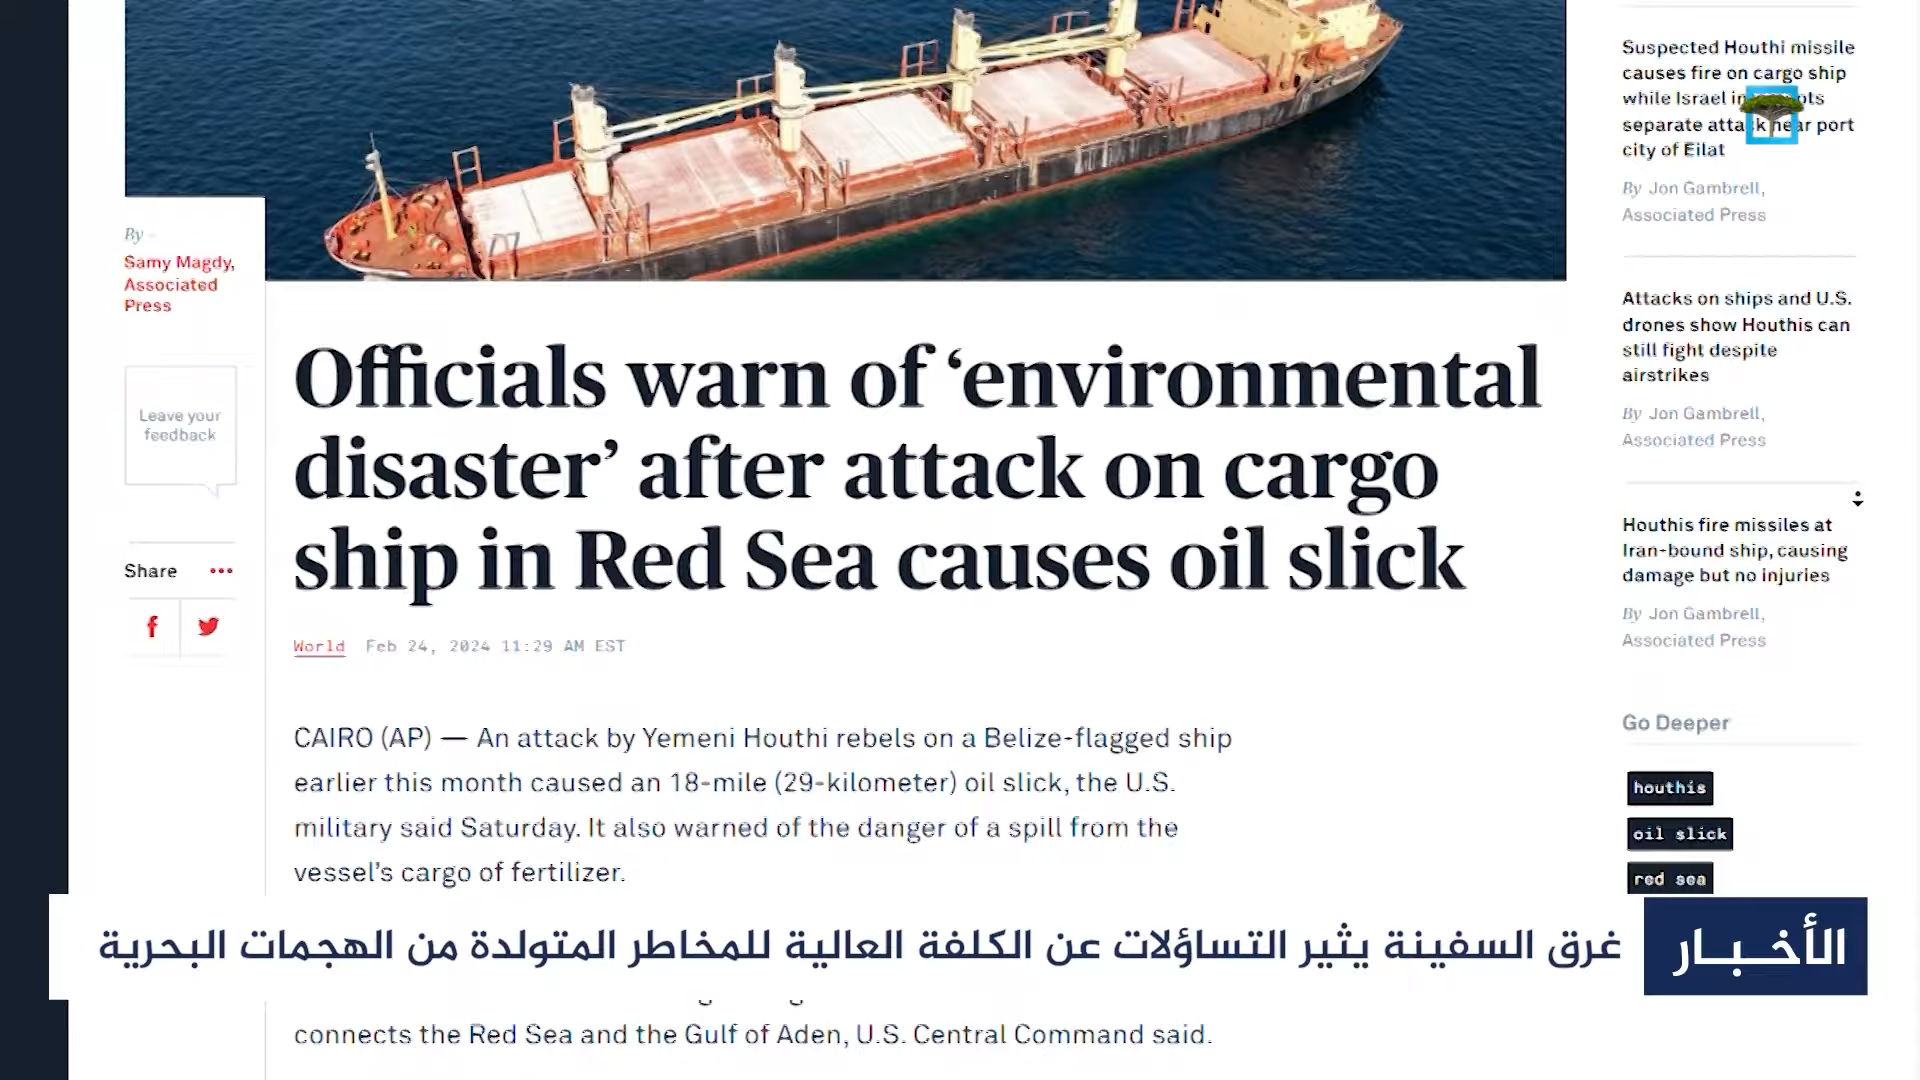 By
Samy Magdy,
Associated
Press
Leave your
feedback
Share
Officials warn of ‘environmental
disaster’ after attack on cargo
ship in Red Sea causes oil slick
World Feb 24, 2024 11:29 AM EST
CAIRO (AP) — An attack by Yemeni Houthi rebels on a Belize-flagged ship
earlier this month caused an 18-mile (29-kilometer) oil slick, the U.S.
military said Saturday. It also warned of the danger of a spill from the
vessel’s cargo of fertilizer.
connects the Red Sea and the Gulf of Aden, U.S. Central Command said.
Suspected Houthi missile
causes fire on cargo ship
while Israel
separate attack near port
city of Eilat
By Jon Gambrell,
Associated Press
Attacks on ships and U.S.
drones show Houthis can
still fight despite
airstrikes
By Jon Gambrell,
Associated Press
Houthis fire missiles at
Iran-bound ship, causing
damage but no injuries
By Jon Gambrell,
Associated Press
Go Deeper
houthis
oil slick
red sea
الأخبار
غرق السفينة يثير التساؤلات عن الكلفة العالية للمخاطر المتولدة من الهجمات البحرية